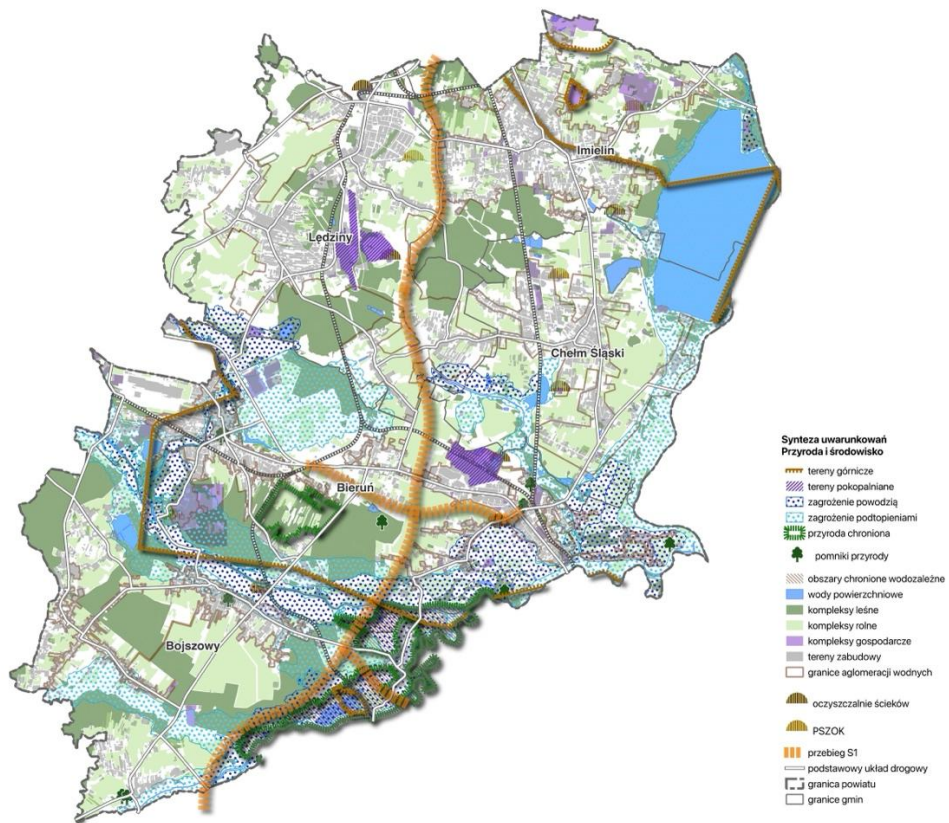 Imielin
Lędziny
Chełm Śląski
Bieruń
Bojszowy
Synteza uwarunkowań
Przyroda i środowisko
tereny górnicze
tereny pokopalniane
zagrożenie powodzią
zagrożenie podtopieniami
przyroda chroniona
pomniki przyrody
obszary chronione wodozależne
wody powierzchniowe
kompleksy leśne
kompleksy rolne
kompleksy gospodarcze
tereny zabudowy
granice aglomeracji wodnych
oczyszczalnie ścieków
PSZOK
przebieg S1
podstawowy układ drogowy
granica powiatu
granice gmin